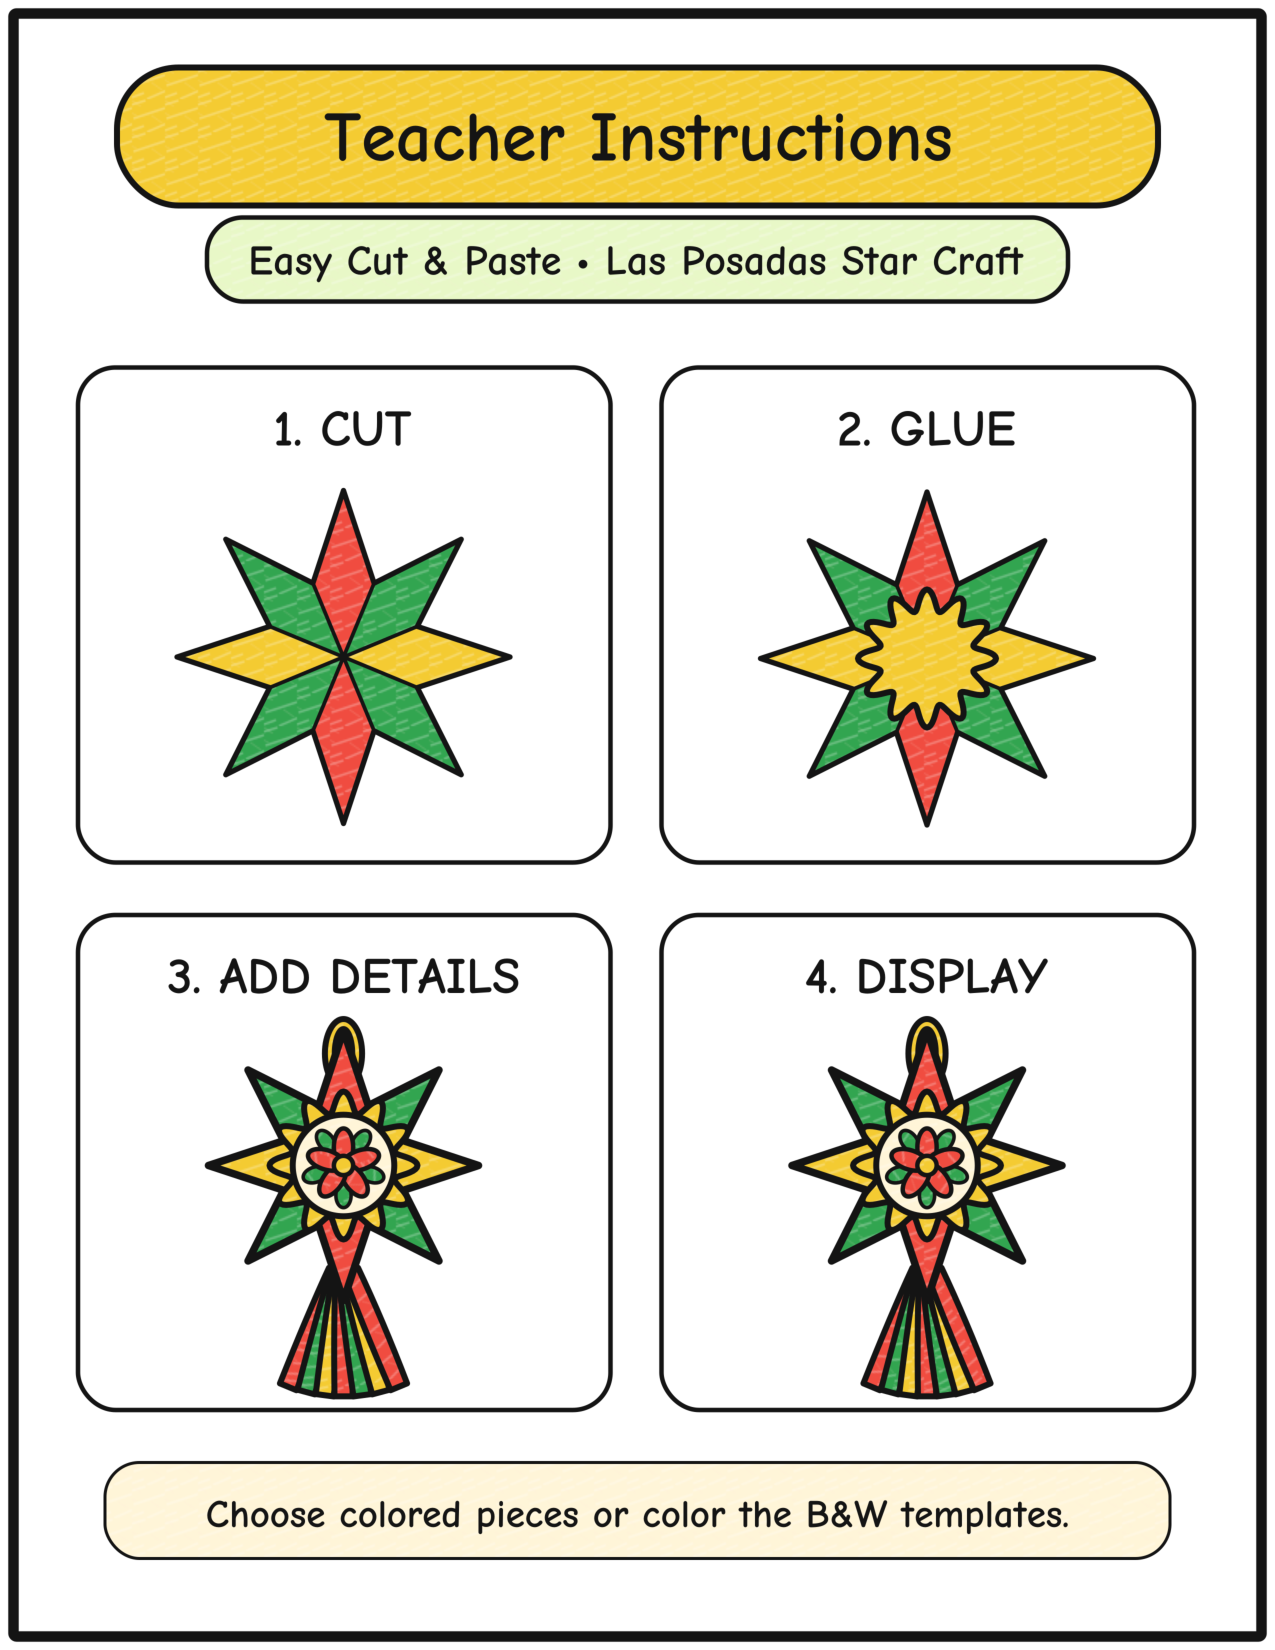 Teacher Instructions
Easy Cut & Paste • Las Posadas Star Craft
1. CUT
2. GLUE
3. ADD DETAILS
4. DISPLAY
Choose colored pieces or color the B&W templates.